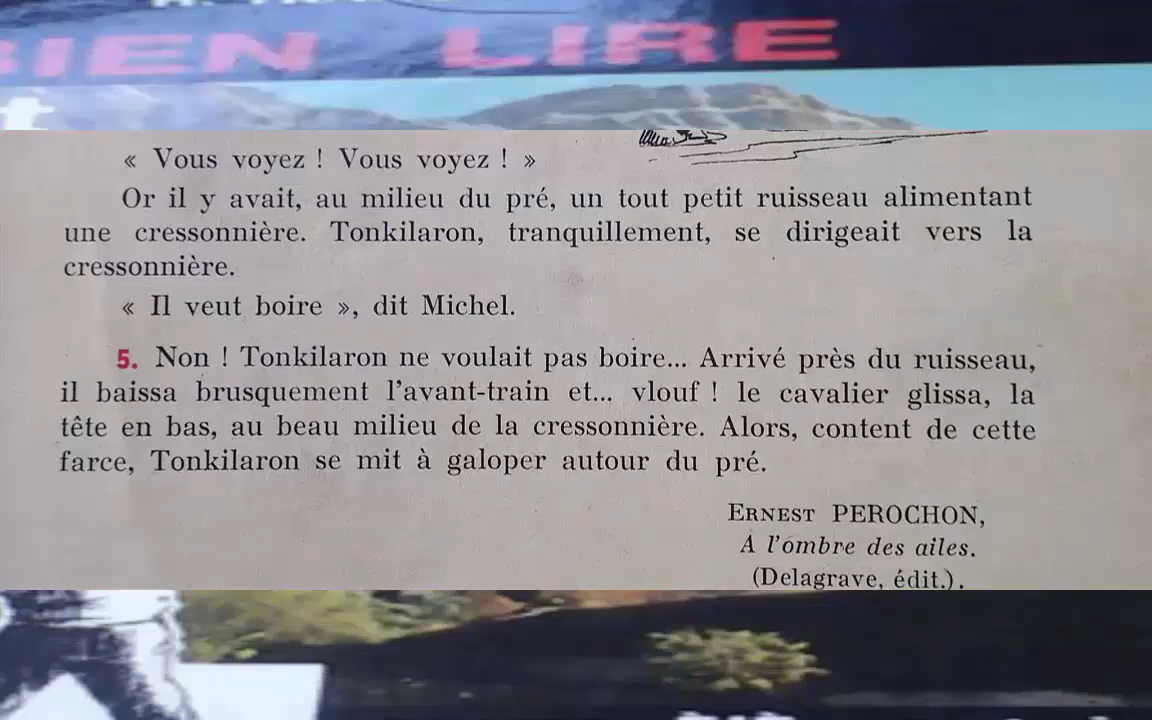 BIEN LIRE
« Vous voyez ! Vous voyez ! »
Or il y avait, au milieu du pré, un tout petit ruisseau alimentant
une cressonnière. Tonkilaron, tranquillement, se dirigeait vers la
cressonnière.
« Il veut boire », dit Michel.
5. Non ! Tonkilaron ne voulait pas boire... Arrivé près du ruisseau,
il baissa brusquement l'avant-train et... vlouf ! le cavalier glissa, la
tête en bas, au beau milieu de la cressonnière. Alors, content de cette
farce, Tonkilaron se mit à galoper autour du pré.
ERNEST PEROCHON,
A l'ombre des ailes.
(Delagrave, édit.).